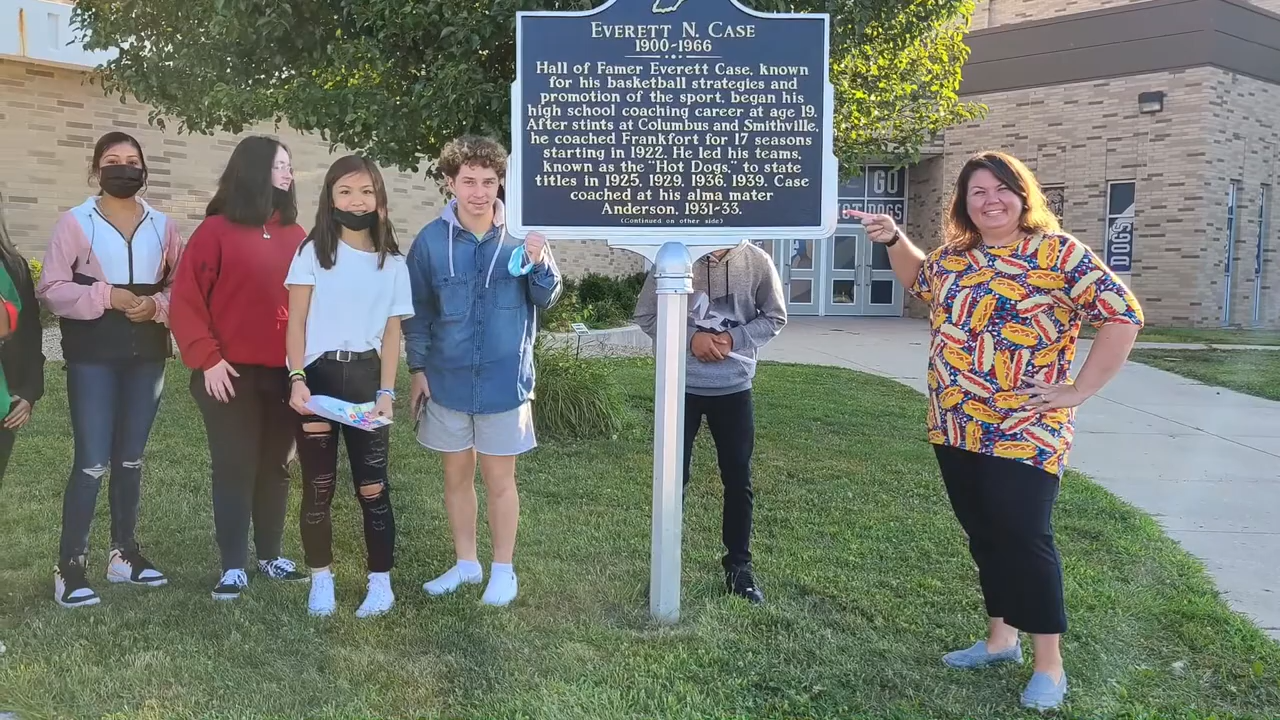 EVERETT N. CASE
1900-1966
Hall of Famer Everett Case, known
for his basketball strategies and
promotion of the sport, began his
high school coaching career at age 19.
After stints at Columbus and Smithville,
he coached Frankfort for 17 seasons
starting in 1922. He led his teams,
known as the "Hot Dogs," to state
titles in 1925, 1929, 1936, 1939. Case
coached at his alma mater
Anderson, 1931-33.
(Continued on other side)
GO
HOT DOGS
DOGS